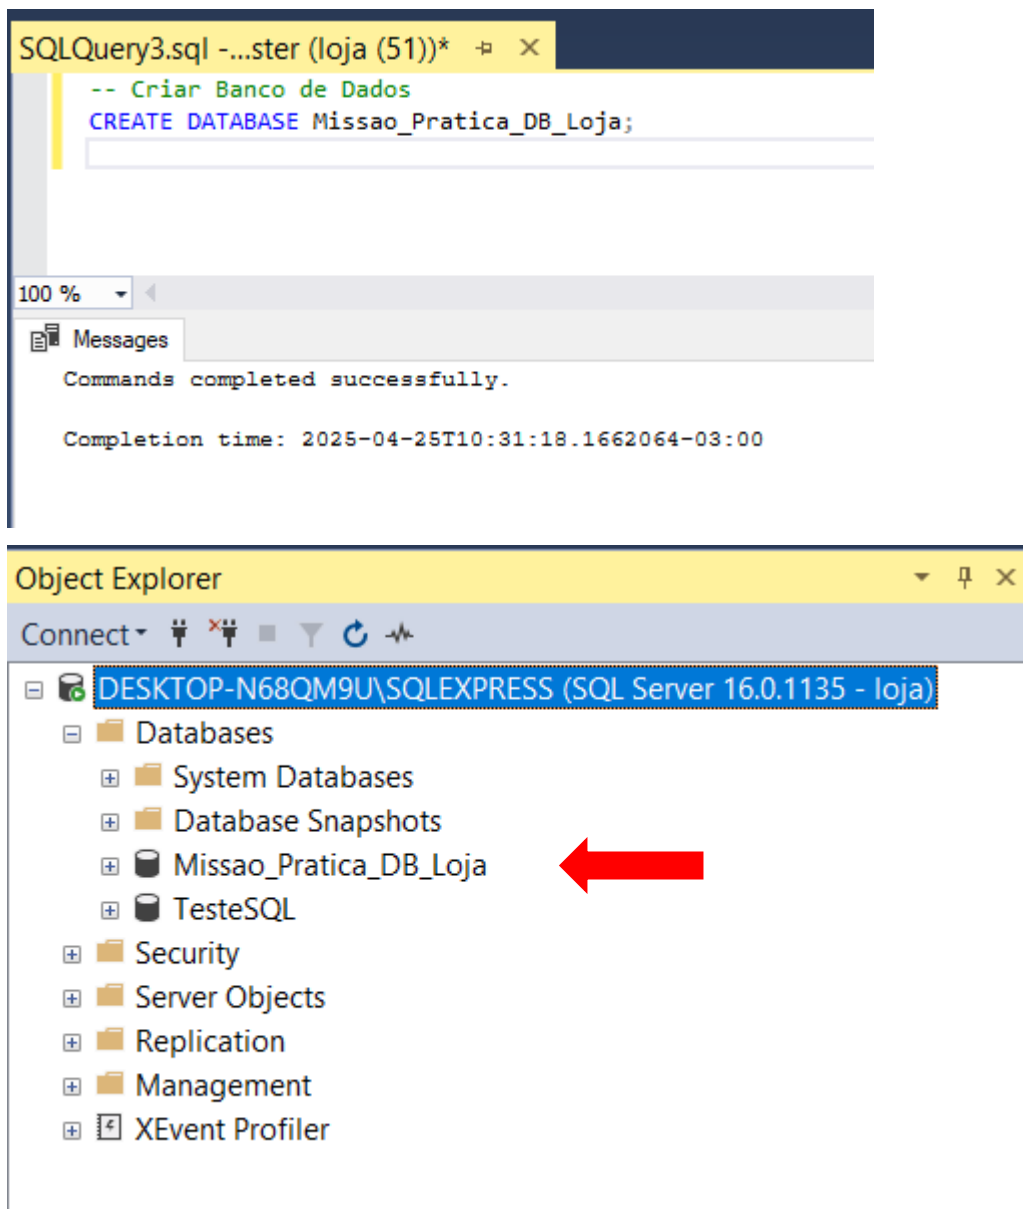 SQLQuery3.sql -...ster (loja (51))*
-- Criar Banco de Dados
CREATE DATABASE Missao_Pratica_DB_Loja;
100 %
Messages
Commands completed successfully.
Completion time: 2025-04-25T10:31:18.1662064-03:00
Object Explorer
Connect
DESKTOP-N68QM9U\SQLEXPRESS (SQL Server 16.0.1135 - loja)
Databases
System Databases
Database Snapshots
Missao_Pratica_DB_Loja
TesteSQL
Security
Server Objects
Replication
Management
XEvent Profiler